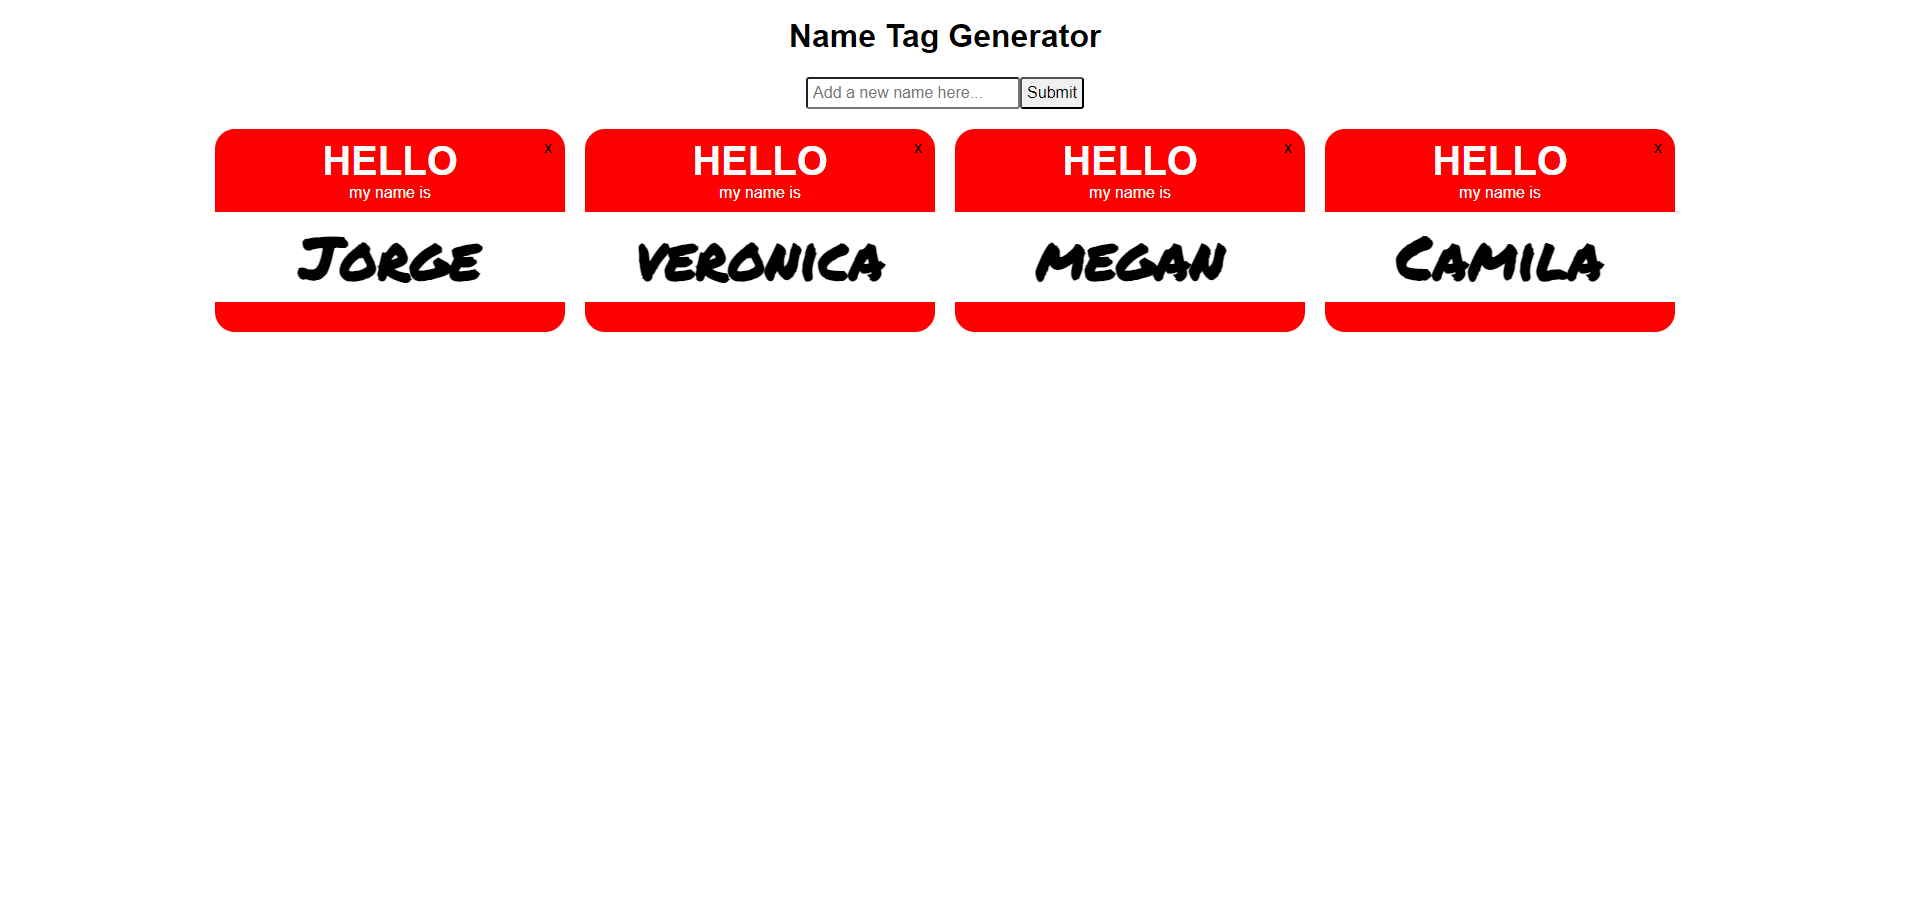 Name Tag Generator
Add a new name here... Submit
HELLO x
my name is
Jorge
HELLO x
my name is
veronica
HELLO x
my name is
megan
HELLO x
my name is
Camila